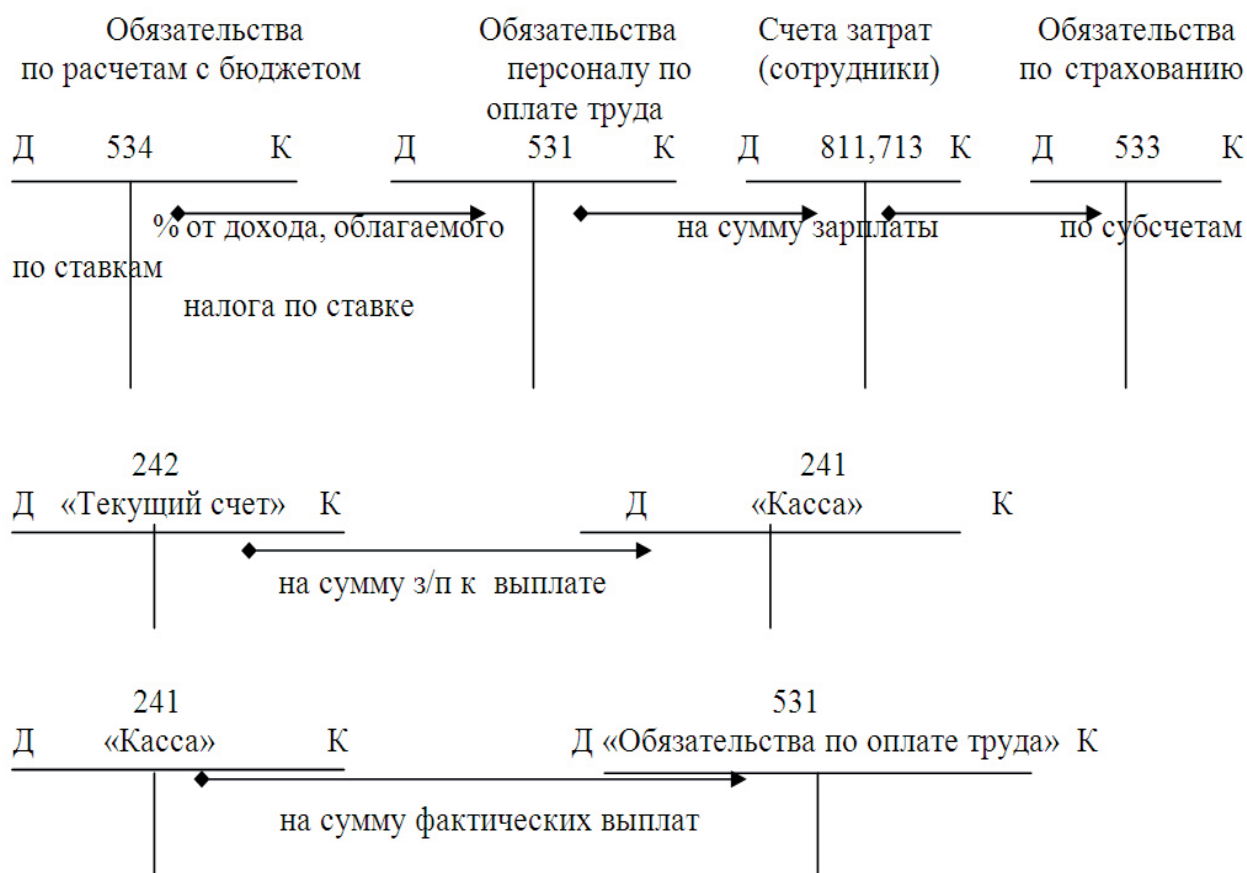 Обязательства
по расчетам с бюджетом
Обязательства
персоналу по
оплате труда
Счета затрат
(сотрудники)
Обязательства
по страхованию
Д 534 К
Д 531 К
Д 811,713 К
Д 533 К
% от дохода, облагаемого
по ставкам
налога по ставке
на сумму зарплаты
по субсчетам
242
Д «Текущий счет» К
241
Д «Касса» К
на сумму з/п к выплате
241
Д «Касса» К
531
Д «Обязательства по оплате труда» К
на сумму фактических выплат